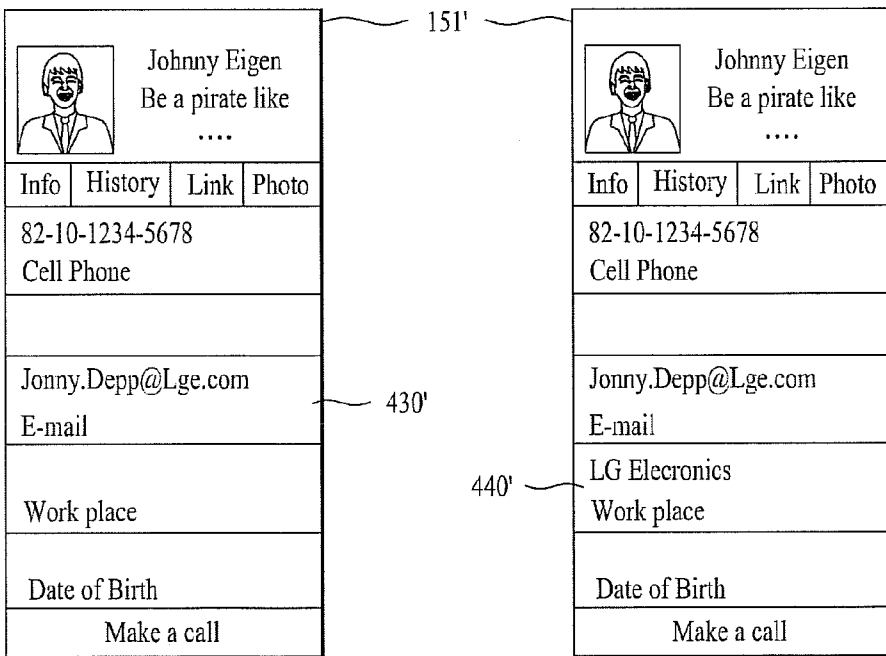 151'
Johnny Eigen
Be a pirate like
....
Info History Link Photo
82-10-1234-5678
Cell Phone
Jonny.Depp@Lge.com
E-mail
430'
Work place
Date of Birth
Make a call
Johnny Eigen
Be a pirate like
....
Info History Link Photo
82-10-1234-5678
Cell Phone
Jonny.Depp@Lge.com
E-mail
440'
LG Elecronics
Work place
Date of Birth
Make a call